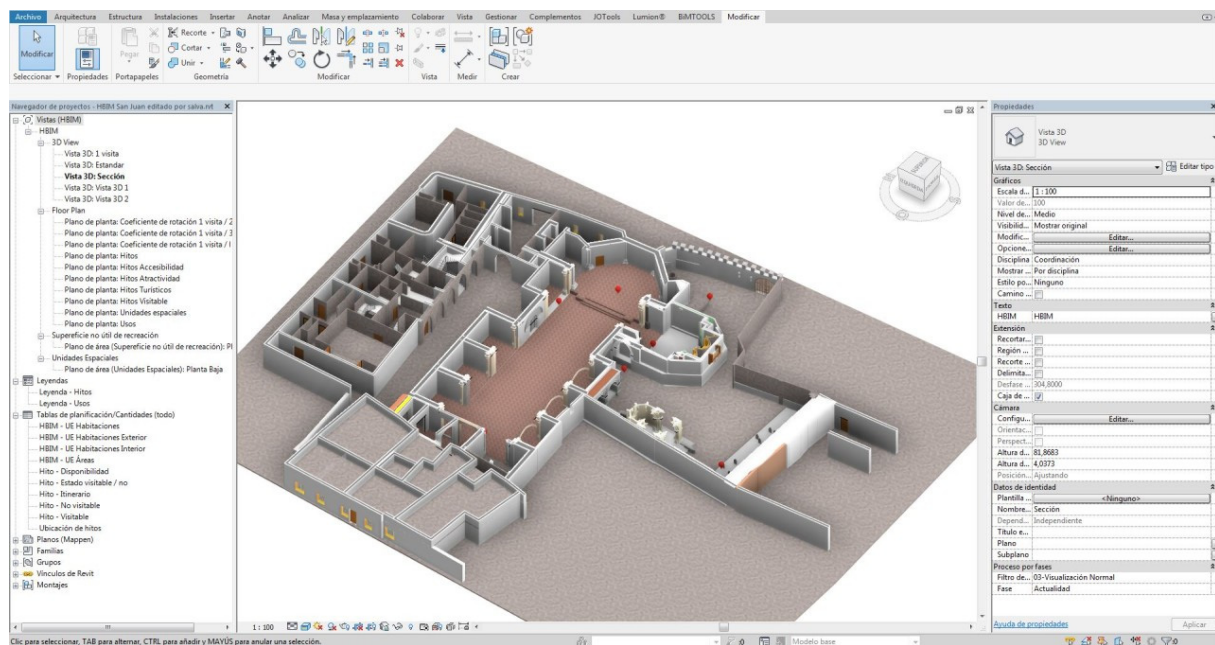 Archivo Arquitectura Estructura Instalaciones Insertar Anotar Analizar Masa y emplazamiento Colaborar Vista Gestionar Complementos JOTools Lumion® BIMTOOLS Modificar
Modificar
Pegar
Recorte
Cortar
Unir
Seleccionar Propiedades Portapapeles Geometría Modificar Vista Medir Crear
Navegador de proyectos - HBIM San Juan editado por salva.rvt
Vistas (HBIM)
HBIM
3D View
Vista 3D: 1 visita
Vista 3D: Estandar
Vista 3D: Sección
Vista 3D: Vista 3D 1
Vista 3D: Vista 3D 2
Floor Plan
Plano de planta: Coeficiente de rotación 1 visita / 2
Plano de planta: Coeficiente de rotación 1 visita / 3
Plano de planta: Coeficiente de rotación 1 visita /
Plano de planta: Hitos
Plano de planta: Hitos Accesibilidad
Plano de planta: Hitos Atractividad
Plano de planta: Hitos Turísticos
Plano de planta: Hitos Visitable
Plano de planta: Unidades espaciales
Plano de planta: Usos
Supereficie no útil de recreación
Plano de área (Supereficie no útil de recreación): Pl
Unidades Espaciales
Plano de área (Unidades Espaciales): Planta Baja
Leyendas
Leyenda - Hitos
Leyenda - Usos
Tablas de planificación/Cantidades (todo)
HBIM - UE Habitaciones
HBIM - UE Habitaciones Exterior
HBIM - UE Habitaciones Interior
HBIM - UE Áreas
Hito - Disponibilidad
Hito - Estado visitable / no
Hito - Itinerario
Hito - No visitable
Hito - Visitable
Ubicación de hitos
Planos (Mappen)
Familias
Grupos
Vínculos de Revit
Montajes
1 : 100
Propiedades
Vista 3D
3D View
Vista 3D: Sección Editar tipo
Gráficos
Escala d... 1 : 100
Valor de... 100
Nivel de... Medio
Visibilid... Mostrar original
Modific... Editar...
Opcione... Editar...
Disciplina Coordinación
Mostrar ... Por disciplina
Estilo po... Ninguno
Camino ...
Texto
HBIM HBIM
Extensión
Recortar...
Región ...
Recorte ...
Delimita...
Desfase ... 304,8000
Caja de ...
Cámara
Configu... Editar...
Orientac...
Perspect...
Altura d... 81,8683
Altura d... 4,0373
Posición... Ajustando
Datos de identidad
Plantilla ... <Ninguno>
Nombre... Sección
Depend... Independiente
Título e...
Plano
Subplano
Proceso por fases
Filtro de... 03-Visualización Normal
Fase Actualidad
Ayuda de propiedades Aplicar
Clic para seleccionar, TAB para alternar, CTRL para añadir y MAYÚS para anular una selección. :0 Modelo base :0